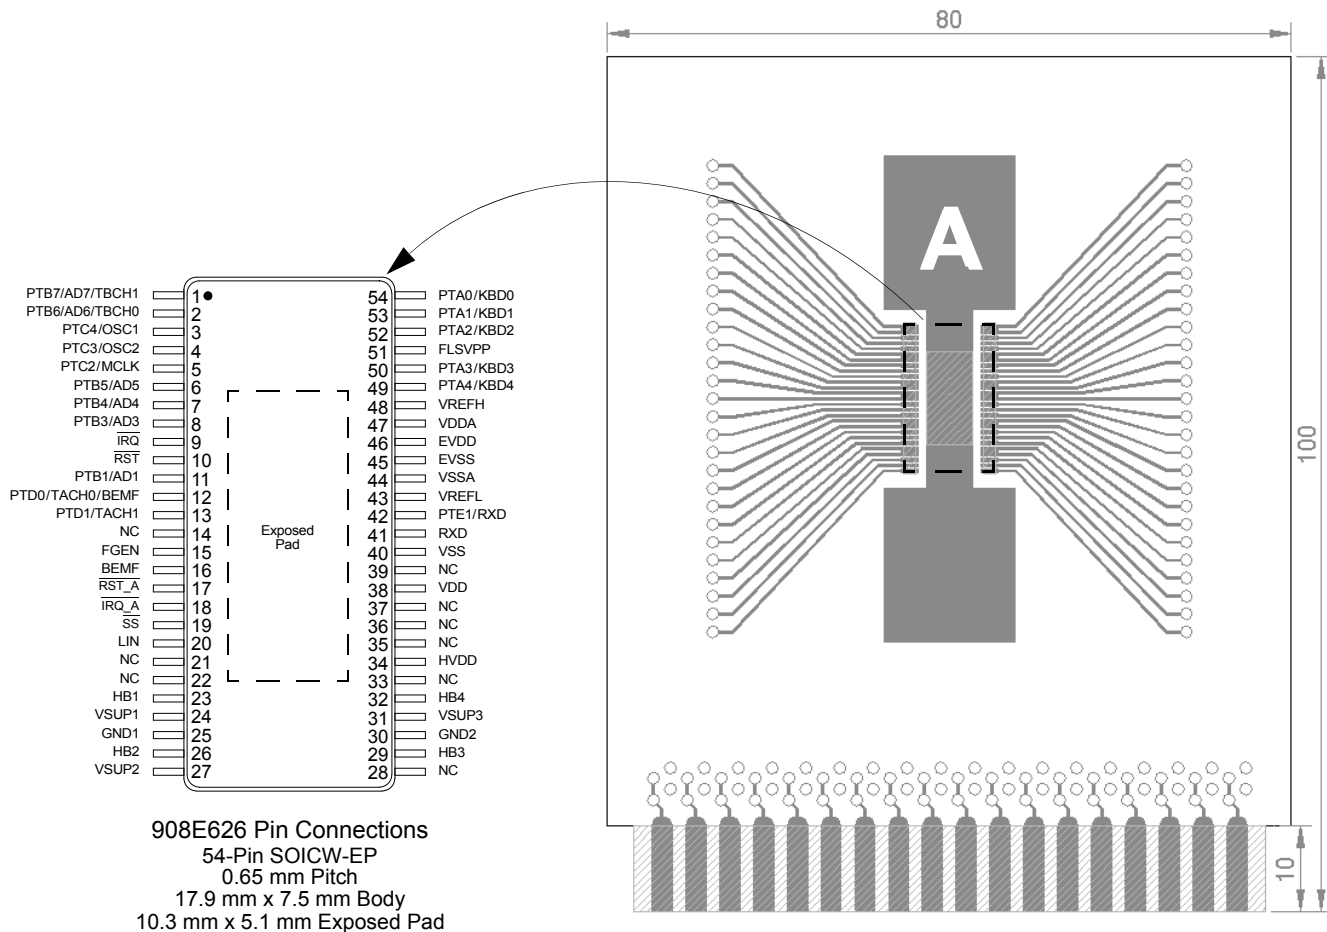 80
A
100
10
PTB7/AD7/TBCH1 1 54 PTA0/KBD0
PTB6/AD6/TBCH0 2 53 PTA1/KBD1
PTC4/OSC1 3 52 PTA2/KBD2
PTC3/OSC2 4 51 FLSVPP
PTC2/MCLK 5 50 PTA3/KBD3
PTB5/AD5 6 49 PTA4/KBD4
PTB4/AD4 7 48 VREFH
PTB3/AD3 8 47 VDDA
IRQ 9 46 EVDD
RST 10 45 EVSS
PTB1/AD1 11 44 VSSA
PTD0/TACH0/BEMF 12 43 VREFL
PTD1/TACH1 13 42 PTE1/RXD
NC 14 41 RXD
FGEN 15 40 VSS
BEMF 16 39 NC
RST_A 17 38 VDD
IRQ_A 18 37 NC
SS 19 36 NC
LIN 20 35 NC
NC 21 34 HVDD
NC 22 33 NC
HB1 23 32 HB4
VSUP1 24 31 VSUP3
GND1 25 30 GND2
HB2 26 29 HB3
VSUP2 27 28 NC
Exposed
Pad
908E626 Pin Connections
54-Pin SOICW-EP
0.65 mm Pitch
17.9 mm x 7.5 mm Body
10.3 mm x 5.1 mm Exposed Pad